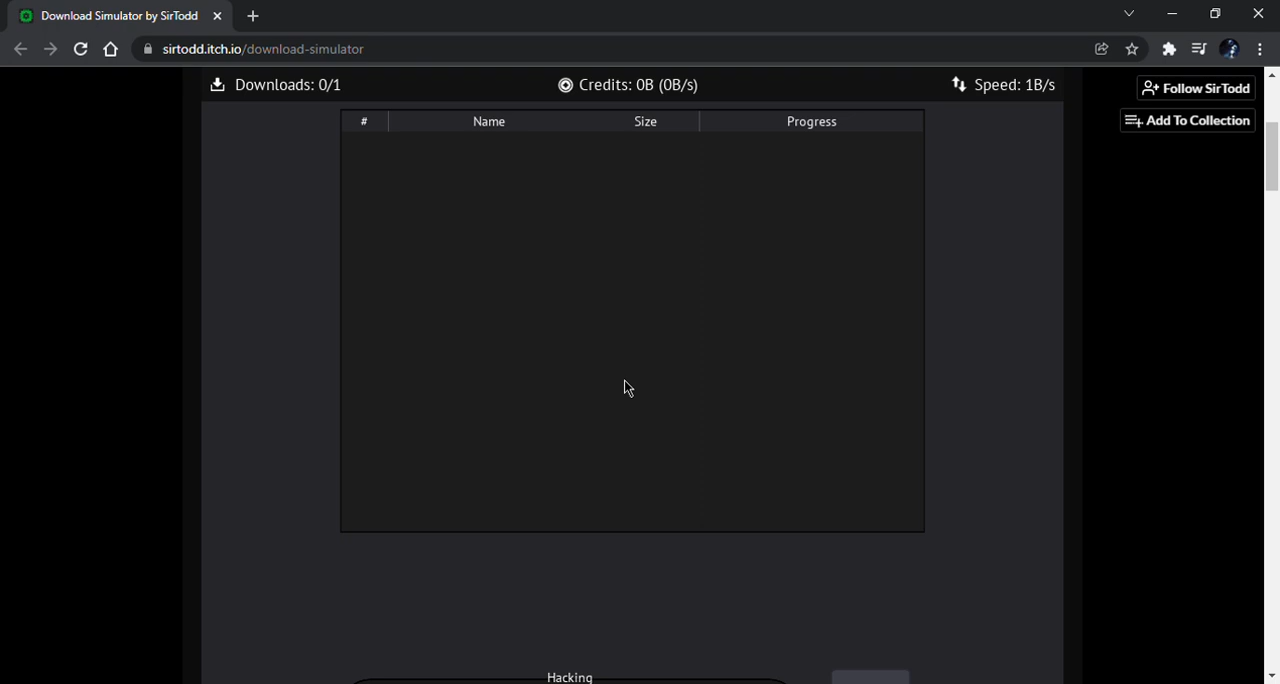 Download Simulator by SirTodd
sirtodd.itch.io/download-simulator
Downloads: 0/1 Credits: 0B (0B/s) Speed: 1B/s
Follow SirTodd
Add To Collection
# Name Size Progress
Hacking